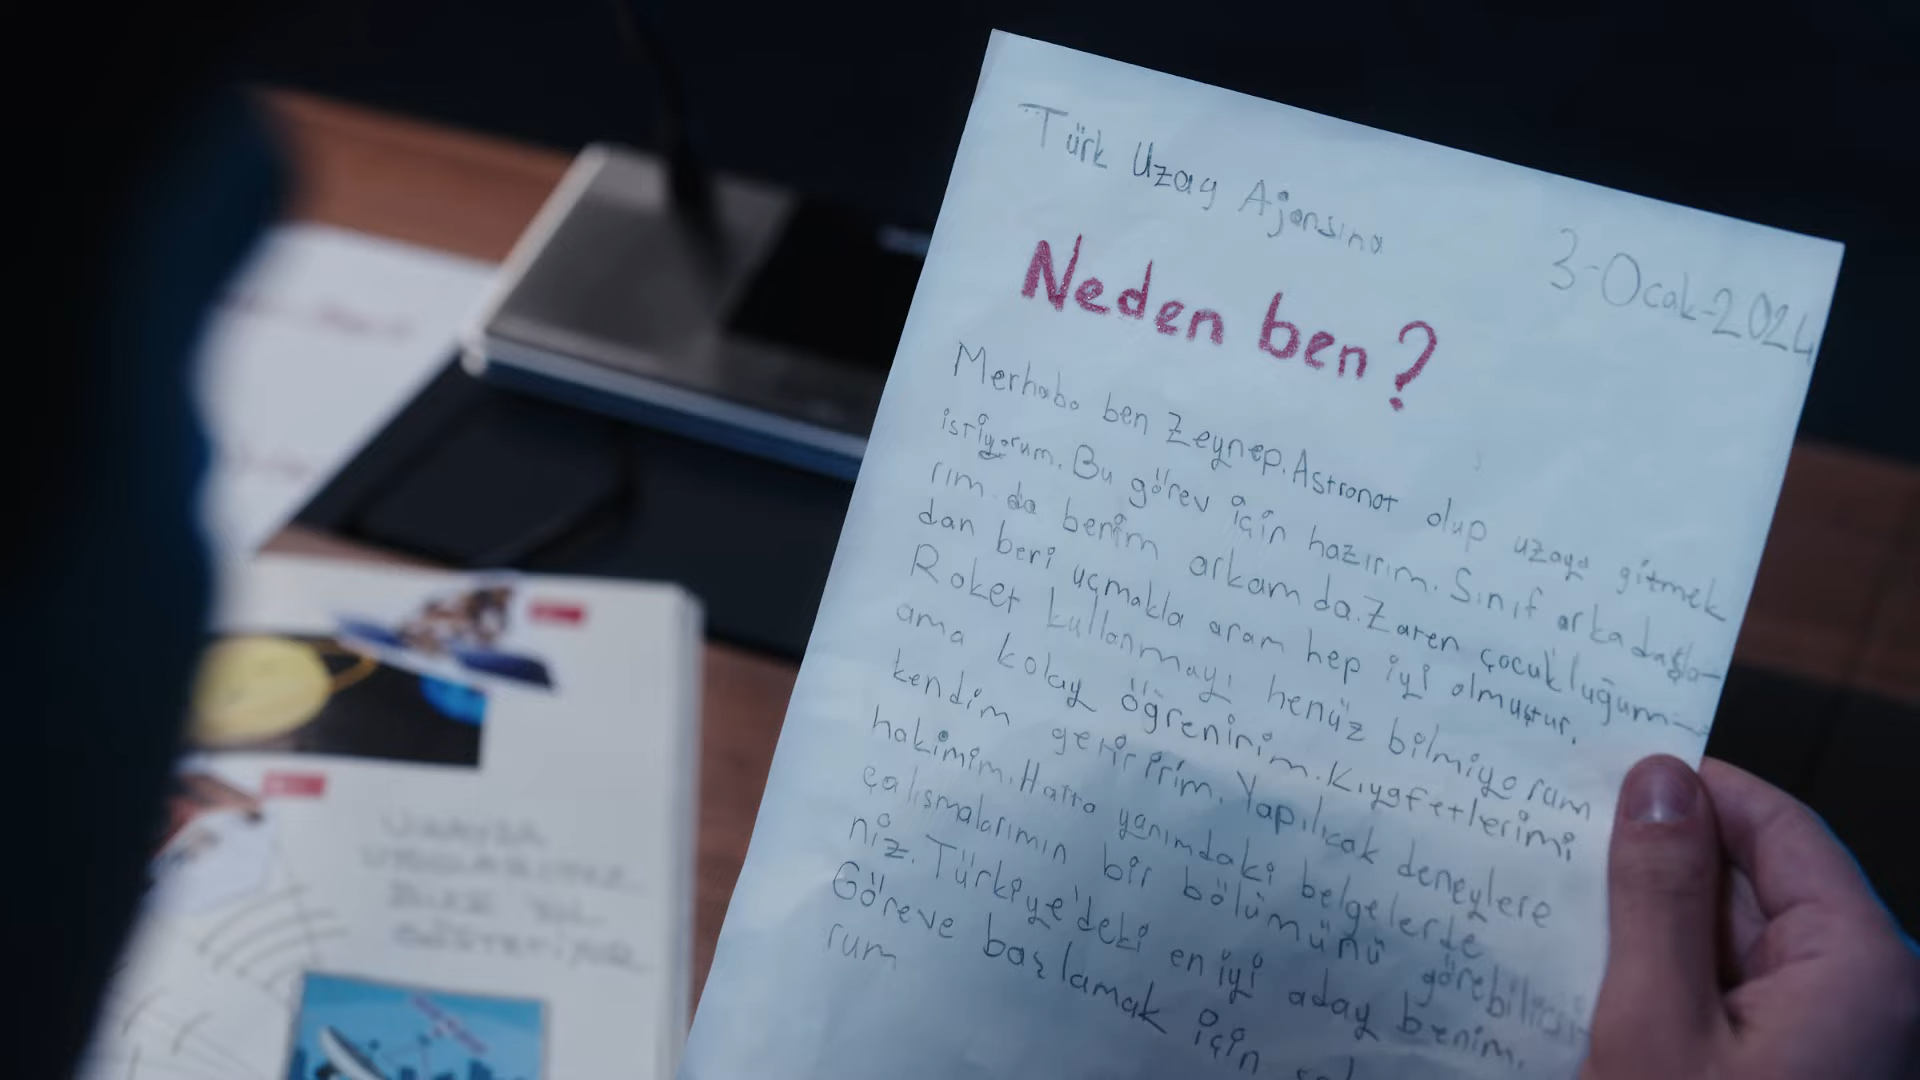 Türk Uzay Ajansına
3-Ocak-2024
Neden ben?
Merhaba ben Zeynep. Astronot olup uzaya gitmek
istiyorum. Bu görev için hazırım. Sınıf arkadaşla-
rım da benim arkamda. Zaten çocukluğum-
dan beri uçmakla aram hep iyi olmuştur.
Roket kullanmayı henüz bilmiyorum
ama kolay öğrenirim. Kıyafetlerimi
kendim getiririm. Yapılıcak deneylere
hakimim. Hatta yanımdaki belgelerde
çalışmalarımın bir bölümünü görebilirsi-
niz. Türkiye'deki en iyi aday benim.
Göreve başlamak için
rum